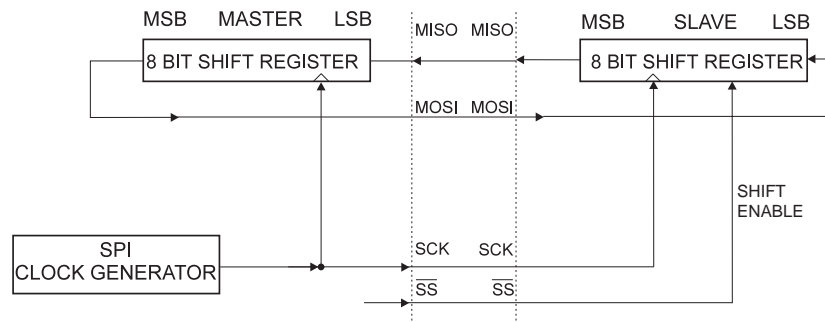 MSB MASTER LSB
MISO MISO
MSB SLAVE LSB
8 BIT SHIFT REGISTER
8 BIT SHIFT REGISTER
MOSI MOSI
SHIFT
ENABLE
SPI
CLOCK GENERATOR
SCK SCK
SS SS